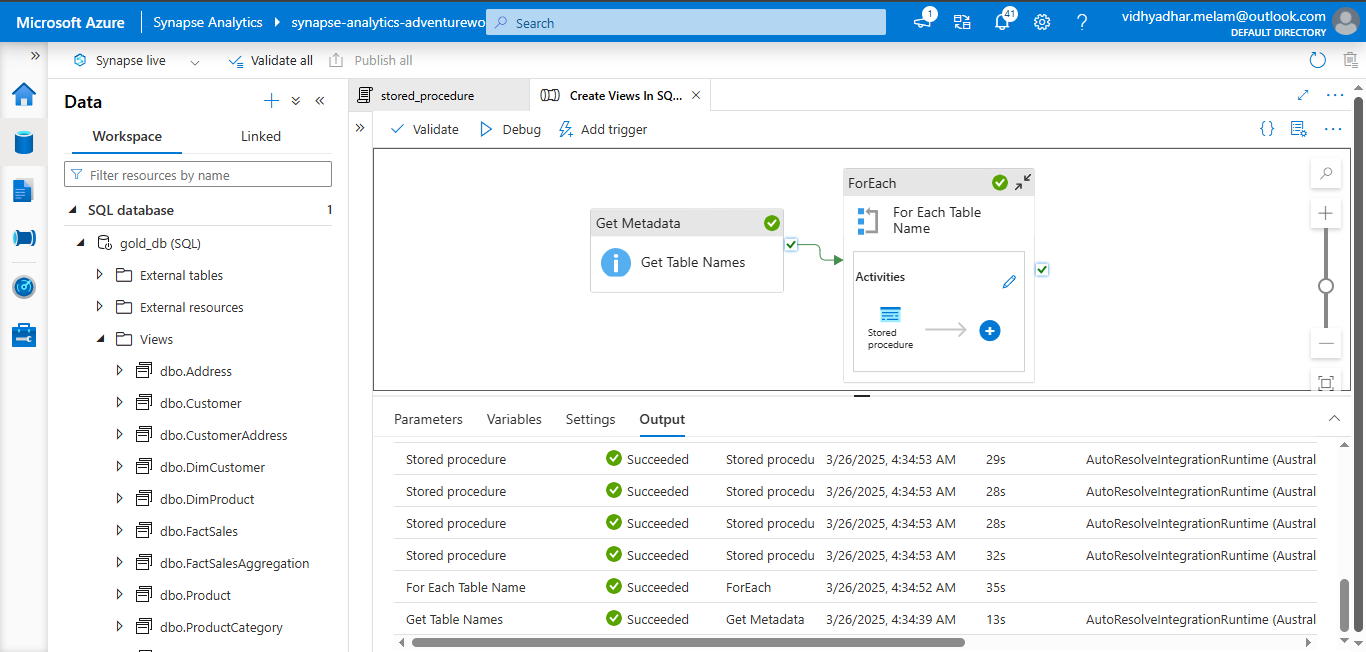 Microsoft Azure
Synapse Analytics
synapse-analytics-adventurewo
Search
1
41
vidhyadhar.melam@outlook.com
DEFAULT DIRECTORY
Synapse live
Validate all
Publish all
Data
Workspace
Linked
Filter resources by name
SQL database
1
gold_db (SQL)
External tables
External resources
Views
dbo.Address
dbo.Customer
dbo.CustomerAddress
dbo.DimCustomer
dbo.DimProduct
dbo.FactSales
dbo.FactSalesAggregation
dbo.Product
dbo.ProductCategory
stored_procedure
Create Views In SQ...
Validate
Debug
Add trigger
{}
Get Metadata
Get Table Names
ForEach
For Each Table
Name
Activities
Stored
procedure
Parameters
Variables
Settings
Output
Stored procedure Succeeded Stored procedu 3/26/2025, 4:34:53 AM 29s AutoResolveIntegrationRuntime (Austral
Stored procedure Succeeded Stored procedu 3/26/2025, 4:34:53 AM 28s AutoResolveIntegrationRuntime (Austral
Stored procedure Succeeded Stored procedu 3/26/2025, 4:34:53 AM 28s AutoResolveIntegrationRuntime (Austral
Stored procedure Succeeded Stored procedu 3/26/2025, 4:34:53 AM 32s AutoResolveIntegrationRuntime (Austral
For Each Table Name Succeeded ForEach 3/26/2025, 4:34:52 AM 35s
Get Table Names Succeeded Get Metadata 3/26/2025, 4:34:39 AM 13s AutoResolveIntegrationRuntime (Austral